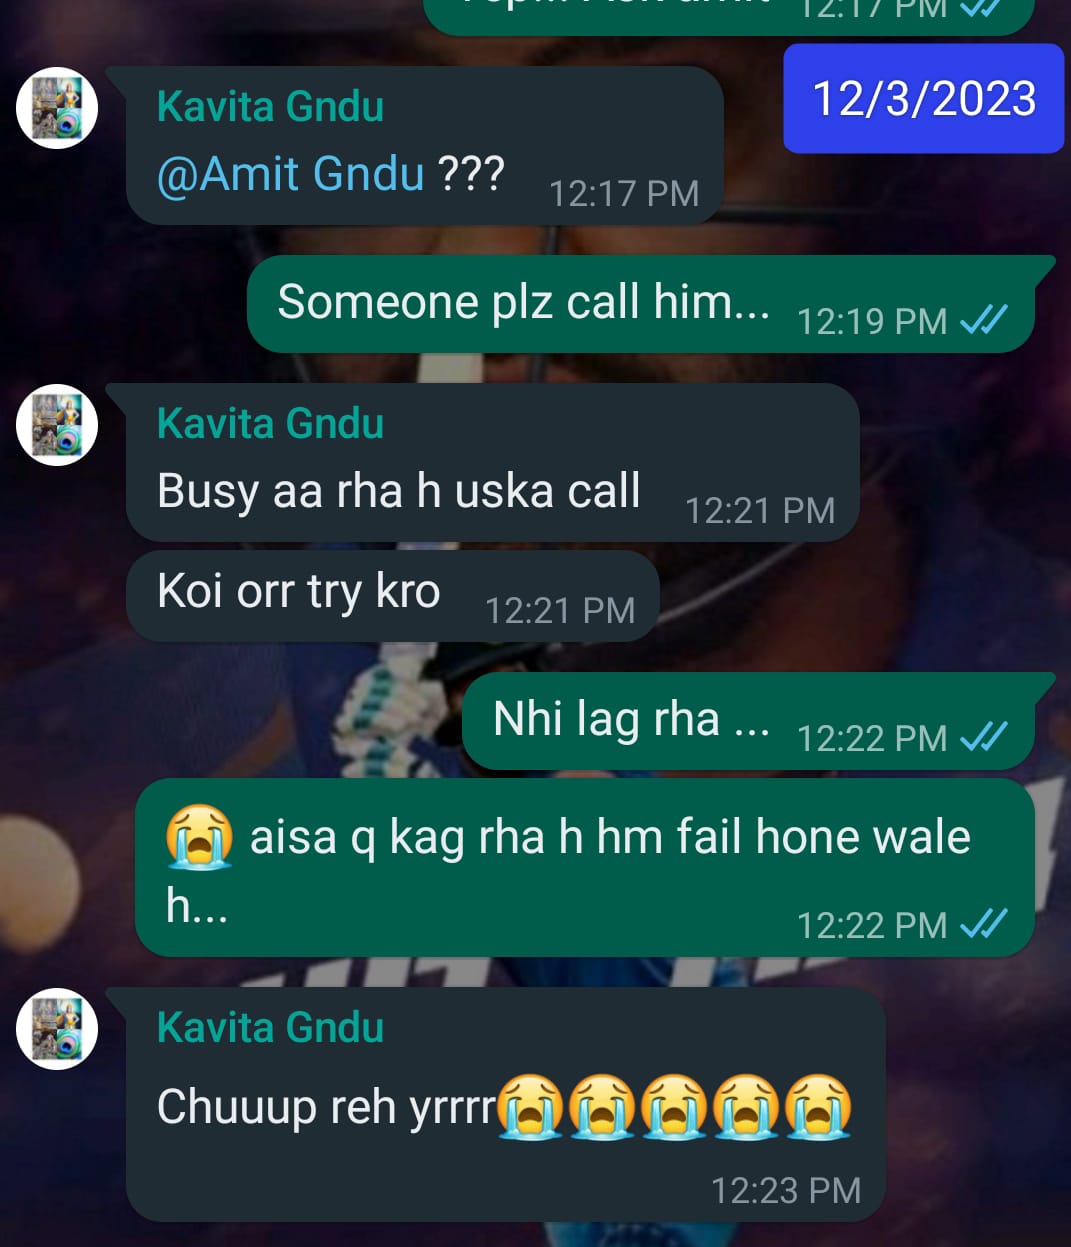 12:17 PM
12/3/2023
Kavita Gndu
@Amit Gndu ???
12:17 PM
Someone plz call him...
12:19 PM
Kavita Gndu
Busy aa rha h uska call
12:21 PM
Koi orr try kro
12:21 PM
Nhi lag rha ...
12:22 PM
😭 aisa q kag rha h hm fail hone wale
h...
12:22 PM
Kavita Gndu
Chuuup reh yrrrr😭😭😭😭😭
12:23 PM